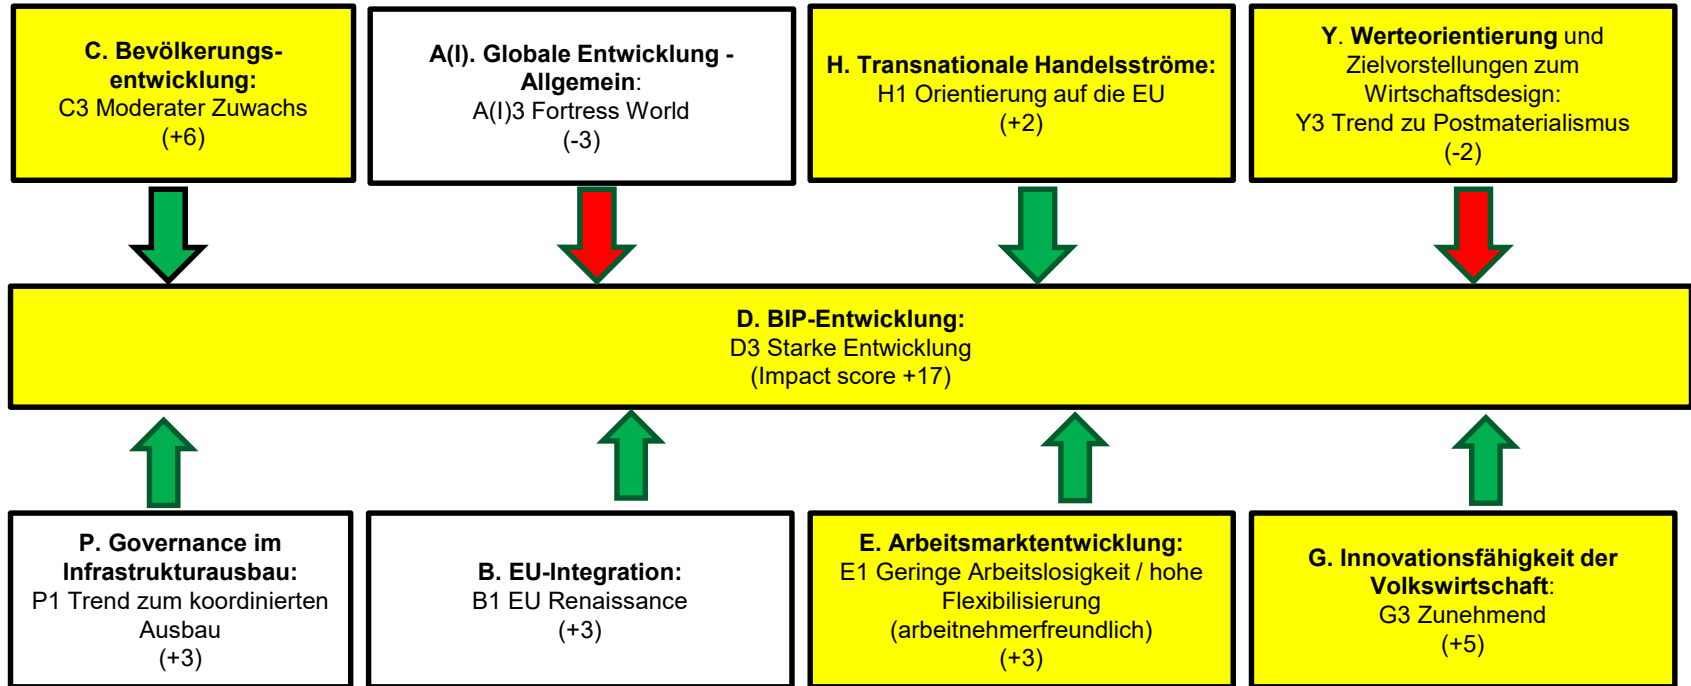 C. Bevölkerungs-
entwicklung:
C3 Moderater Zuwachs
(+6)
A(I). Globale Entwicklung -
Allgemein:
A(I)3 Fortress World
(-3)
H. Transnationale Handelsströme:
H1 Orientierung auf die EU
(+2)
Y. Werteorientierung und
Zielvorstellungen zum
Wirtschaftsdesign:
Y3 Trend zu Postmaterialismus
(-2)
D. BIP-Entwicklung:
D3 Starke Entwicklung
(Impact score +17)
P. Governance im
Infrastrukturausbau:
P1 Trend zum koordinierten
Ausbau
(+3)
B. EU-Integration:
B1 EU Renaissance
(+3)
E. Arbeitsmarktentwicklung:
E1 Geringe Arbeitslosigkeit / hohe
Flexibilisierung
(arbeitnehmerfreundlich)
(+3)
G. Innovationsfähigkeit der
Volkswirtschaft:
G3 Zunehmend
(+5)